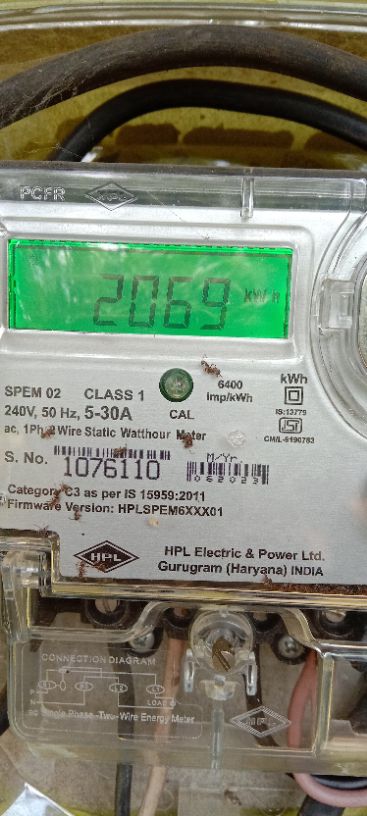 PCFR HPL
2069 kWh
SPEM 02 CLASS 1
240V, 50 Hz, 5-30A
CAL
6400
imp/kWh
kWh
IS:13779
CM/L-5190763
ac, 1Ph 2 Wire Static Watthour Meter
S. No. 1076110
M/Yr.
062023
Category C3 as per IS 15959:2011
Firmware Version: HPLSPEM6XXX01
HPL
HPL Electric & Power Ltd.
Gurugram (Haryana) INDIA
CONNECTION DIAGRAM
P
N
LOAD
ac Single Phase Two-Wire Energy Meter
HPL